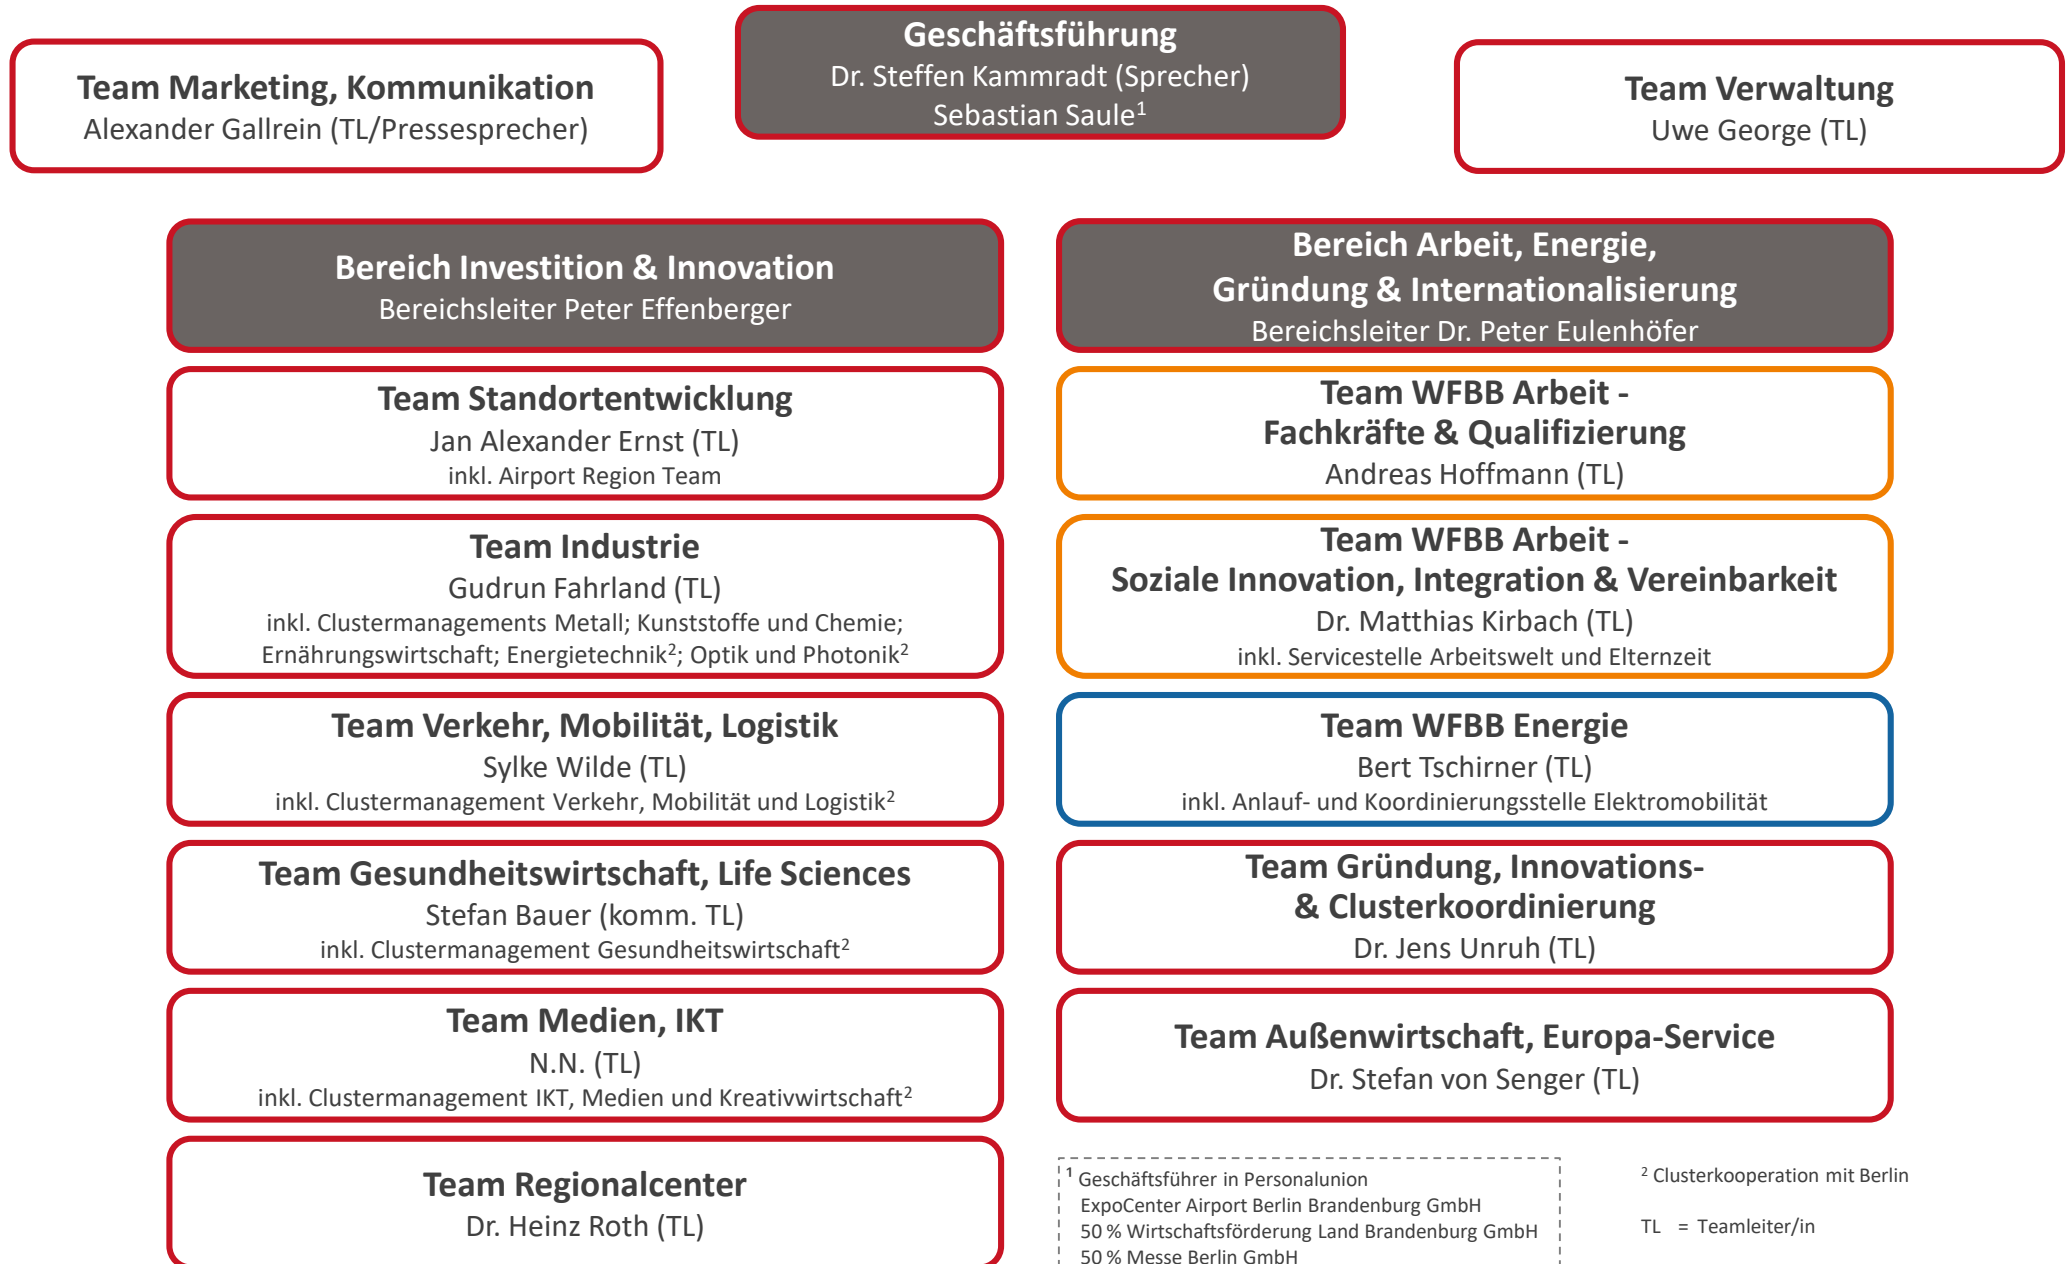 Geschäftsführung
Dr. Steffen Kammradt (Sprecher)
Sebastian Saule¹
Team Marketing, Kommunikation
Alexander Gallrein (TL/Pressesprecher)
Team Verwaltung
Uwe George (TL)
Bereich Investition & Innovation
Bereichsleiter Peter Effenberger
Team Standortentwicklung
Jan Alexander Ernst (TL)
inkl. Airport Region Team
Team Industrie
Gudrun Fahrland (TL)
inkl. Clustermanagements Metall; Kunststoffe und Chemie;
Ernährungswirtschaft; Energietechnik²; Optik und Photonik²
Team Verkehr, Mobilität, Logistik
Sylke Wilde (TL)
inkl. Clustermanagement Verkehr, Mobilität und Logistik²
Team Gesundheitswirtschaft, Life Sciences
Stefan Bauer (komm. TL)
inkl. Clustermanagement Gesundheitswirtschaft²
Team Medien, IKT
N.N. (TL)
inkl. Clustermanagement IKT, Medien und Kreativwirtschaft²
Team Regionalcenter
Dr. Heinz Roth (TL)
Bereich Arbeit, Energie,
Gründung & Internationalisierung
Bereichsleiter Dr. Peter Eulenhöfer
Team WFBB Arbeit -
Fachkräfte & Qualifizierung
Andreas Hoffmann (TL)
Team WFBB Arbeit -
Soziale Innovation, Integration & Vereinbarkeit
Dr. Matthias Kirbach (TL)
inkl. Servicestelle Arbeitswelt und Elternzeit
Team WFBB Energie
Bert Tschirner (TL)
inkl. Anlauf- und Koordinierungsstelle Elektromobilität
Team Gründung, Innovations-
& Clusterkoordinierung
Dr. Jens Unruh (TL)
Team Außenwirtschaft, Europa-Service
Dr. Stefan von Senger (TL)
¹ Geschäftsführer in Personalunion
ExpoCenter Airport Berlin Brandenburg GmbH
50 % Wirtschaftsförderung Land Brandenburg GmbH
50 % Messe Berlin GmbH
² Clusterkooperation mit Berlin
TL = Teamleiter/in